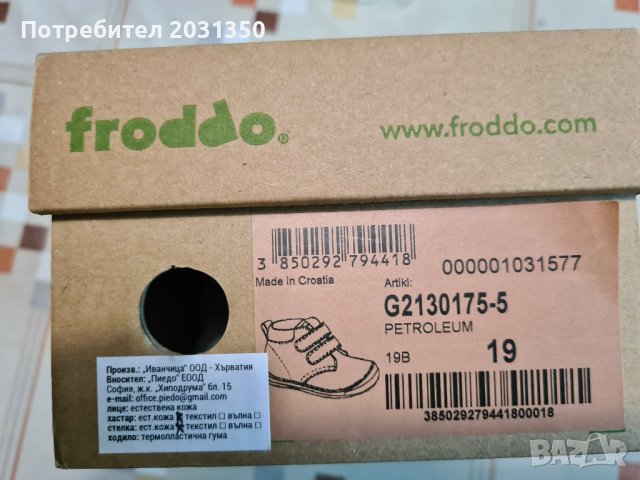 Потребител 2031350
froddo®
www.froddo.com
3 850292 794418
Made in Croatia
000001031577
Artikl:
G2130175-5
PETROLEUM
19B 19
385029279441800018
Произв.: „Иванчица" ООД - Хърватия
Вносител: „Пиедо" ЕООД
София, ж.к. „Хиподрума" бл. 15
e-mail: office.piedo@gmail.com
лице: естествена кожа
хастар: ест.кожа текстил □ вълна □
стелка: ест.кожа текстил □ вълна □
ходило: термопластична гума
BAZAR